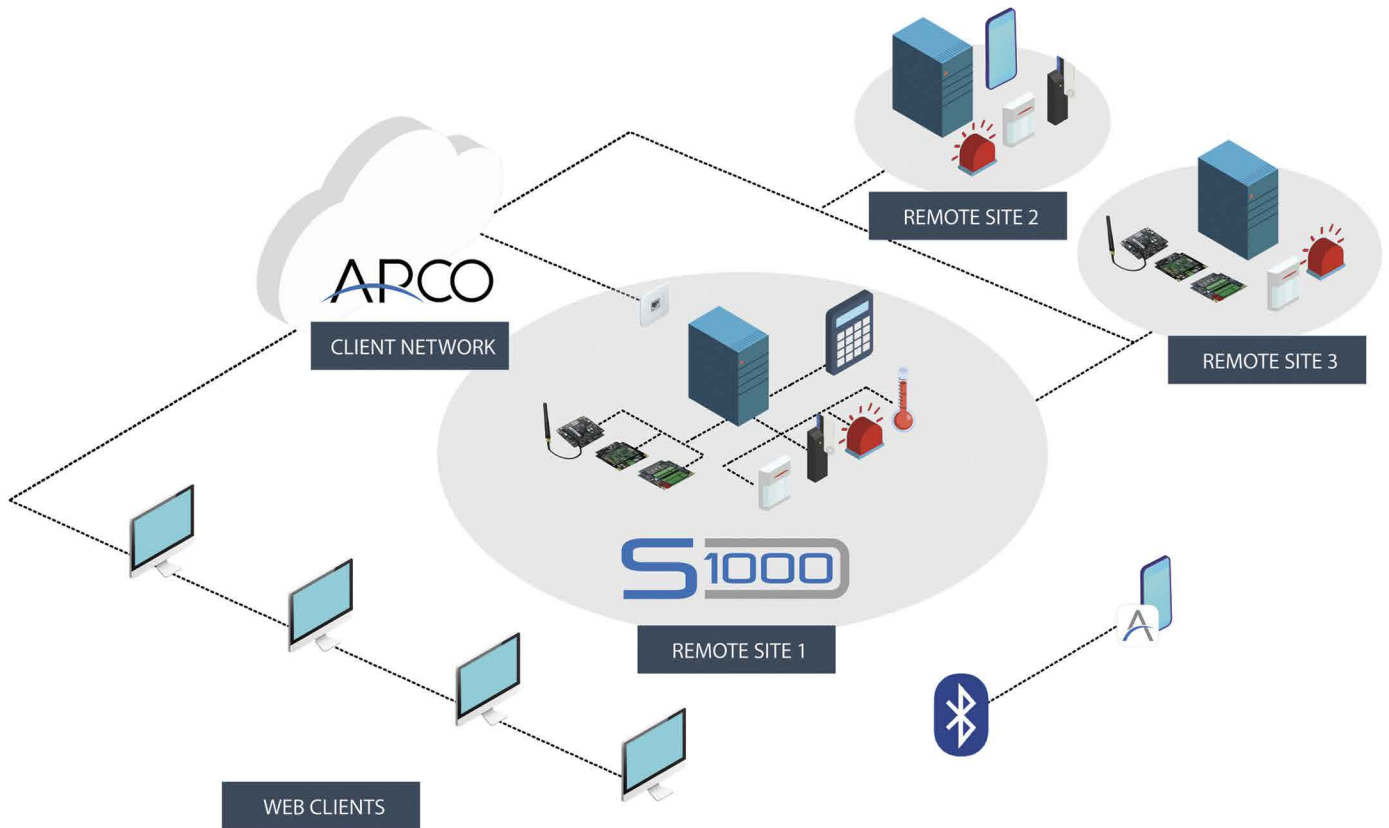 REMOTE SITE 2
ARCO
CLIENT NETWORK
REMOTE SITE 3
S1000
REMOTE SITE 1
WEB CLIENTS